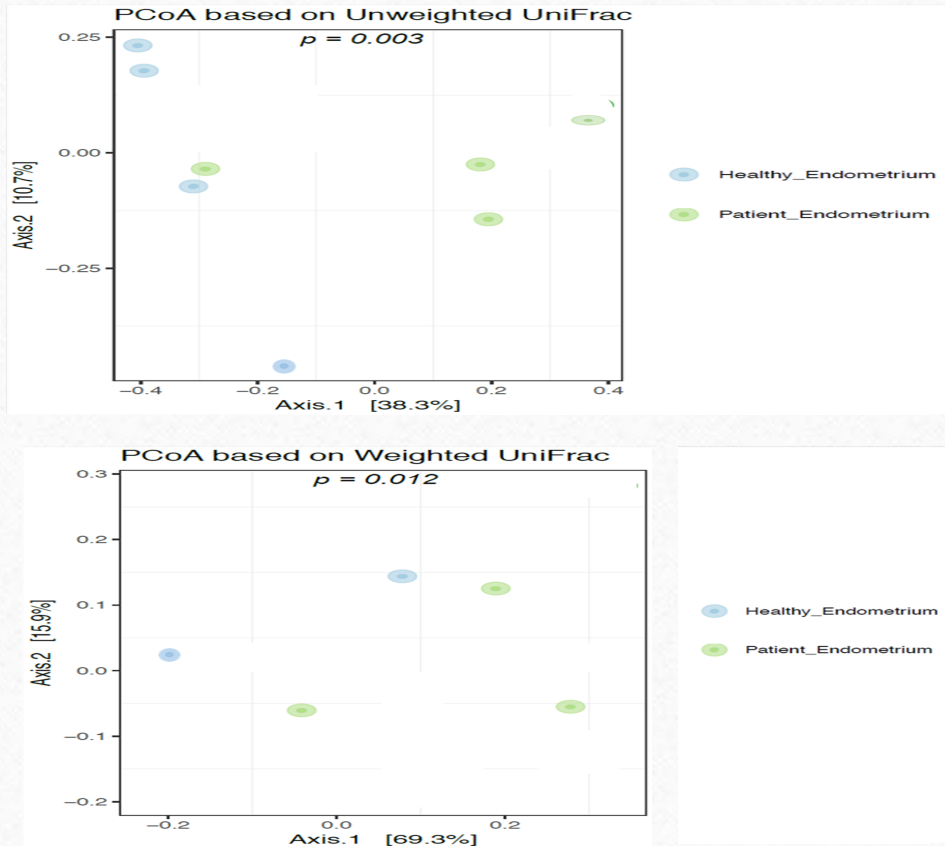 PCoA based on Unweighted UniFrac
p = 0.003
0.25
0.00
−0.25
Axis.2 [10.7%]
−0.4 −0.2 0.0 0.2 0.4
Axis.1 [38.3%]
Healthy_Endometrium
Patient_Endometrium
PCoA based on Weighted UniFrac
p = 0.012
0.3
0.2
0.1
0.0
−0.1
−0.2
Axis.2 [15.9%]
−0.2 0.0 0.2
Axis.1 [69.3%]
Healthy_Endometrium
Patient_Endometrium